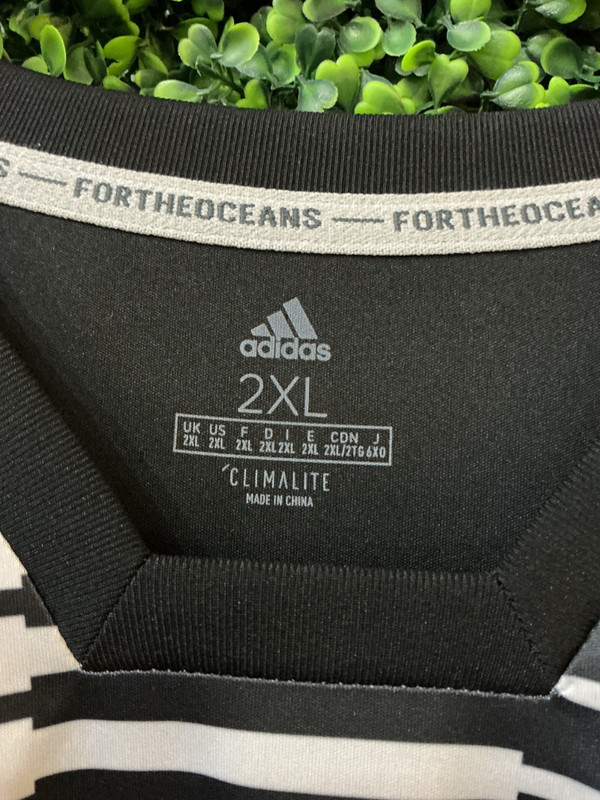 S — FORTHEOCEANS — FORTHEOCEA
adidas
2XL
UK US F D I E CDN J
2XL 2XL 2XL 2XL 2XL 2XL 2XL/2TG 6XO
CLIMALITE
MADE IN CHINA